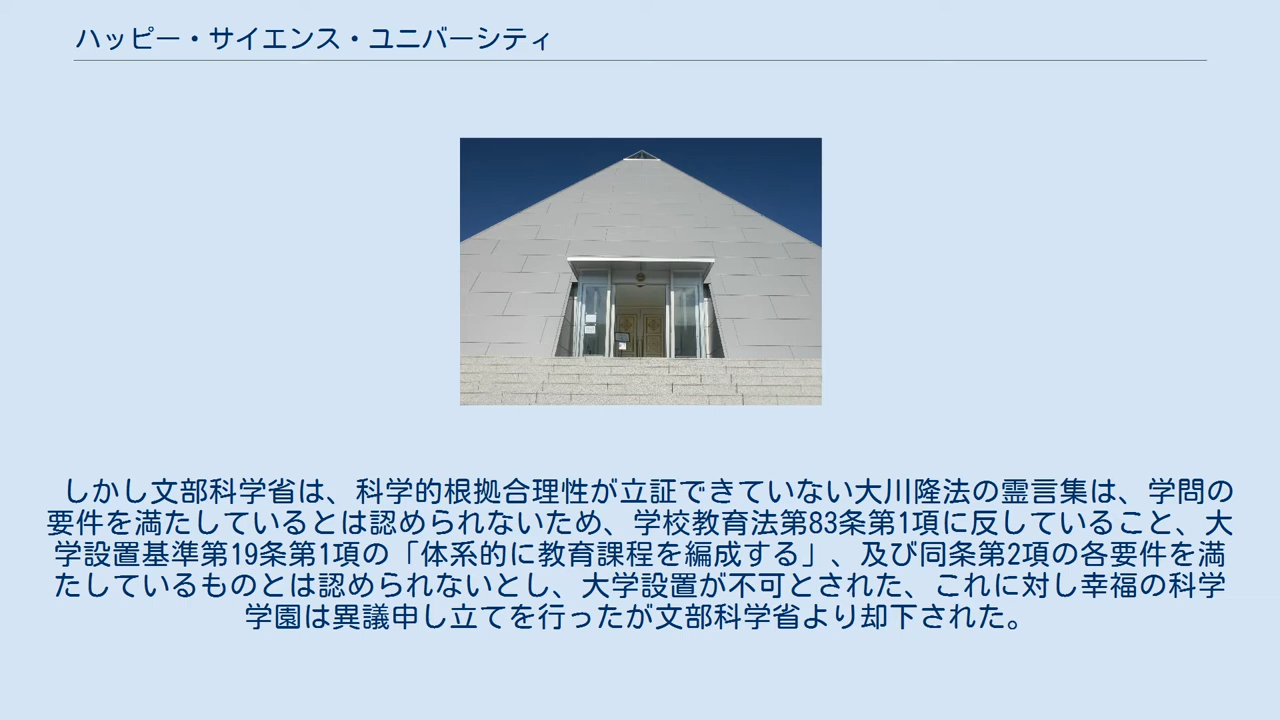 ハッピー・サイエンス・ユニバーシティ
しかし文部科学省は、科学的根拠合理性が立証できていない大川隆法の霊言集は、学問の
要件を満たしているとは認められないため、学校教育法第83条第1項に反していること、大
学設置基準第19条第1項の「体系的に教育課程を編成する」、及び同条第2項の各要件を満
たしているものとは認められないとし、大学設置が不可とされた、これに対し幸福の科学
学園は異議申し立てを行ったが文部科学省より却下された。